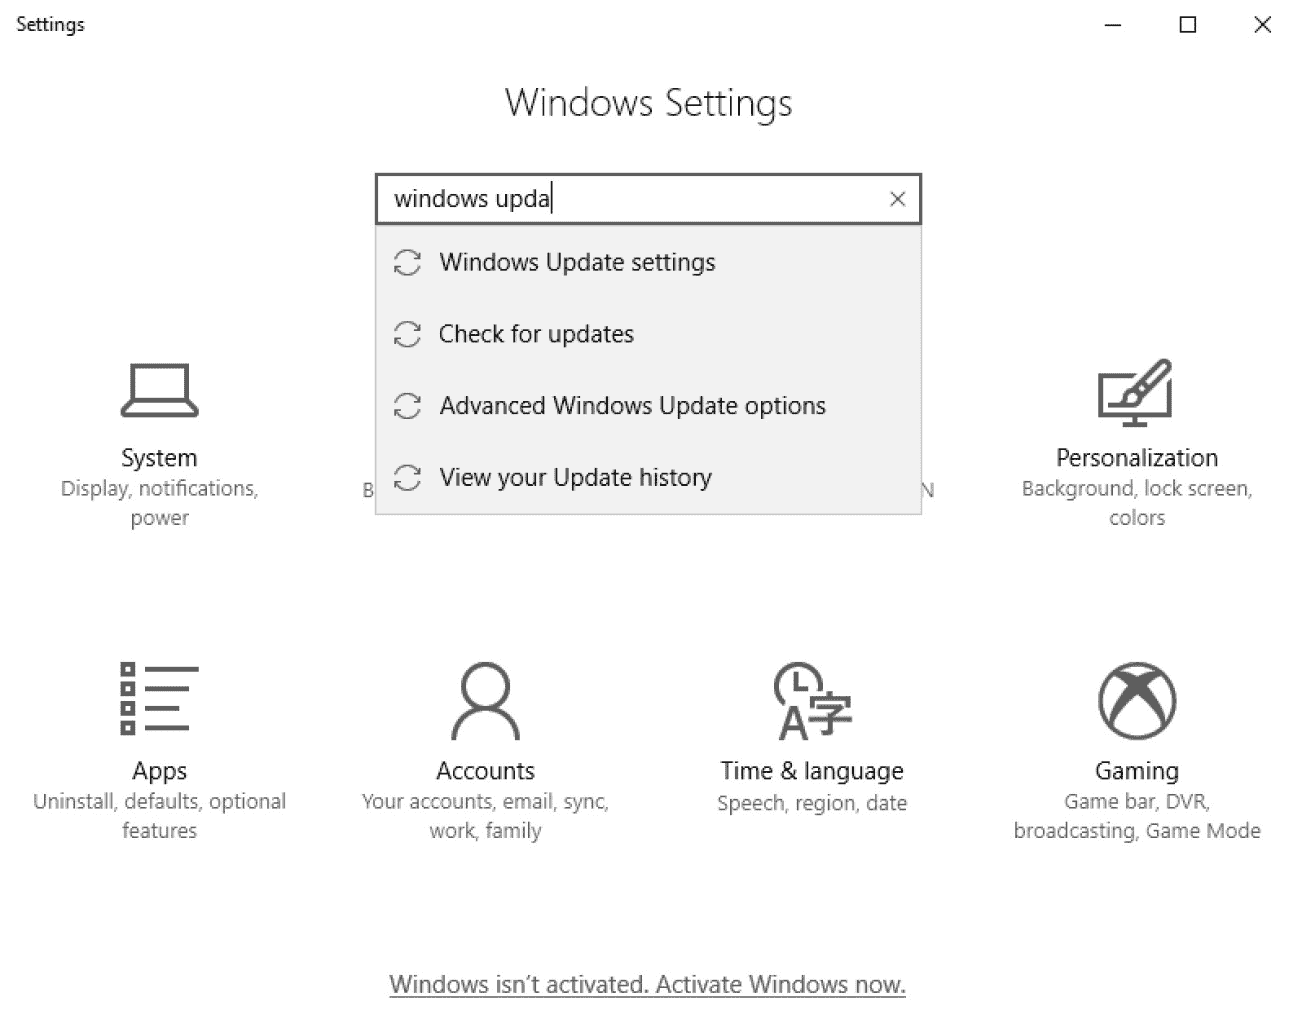 Settings
Windows Settings
windows upda
Windows Update settings
Check for updates
Advanced Windows Update options
View your Update history
System
Display, notifications,
power
B
N
Personalization
Background, lock screen,
colors
Apps
Uninstall, defaults, optional
features
Accounts
Your accounts, email, sync,
work, family
Time & language
Speech, region, date
Gaming
Game bar, DVR,
broadcasting, Game Mode
Windows isn't activated. Activate Windows now.